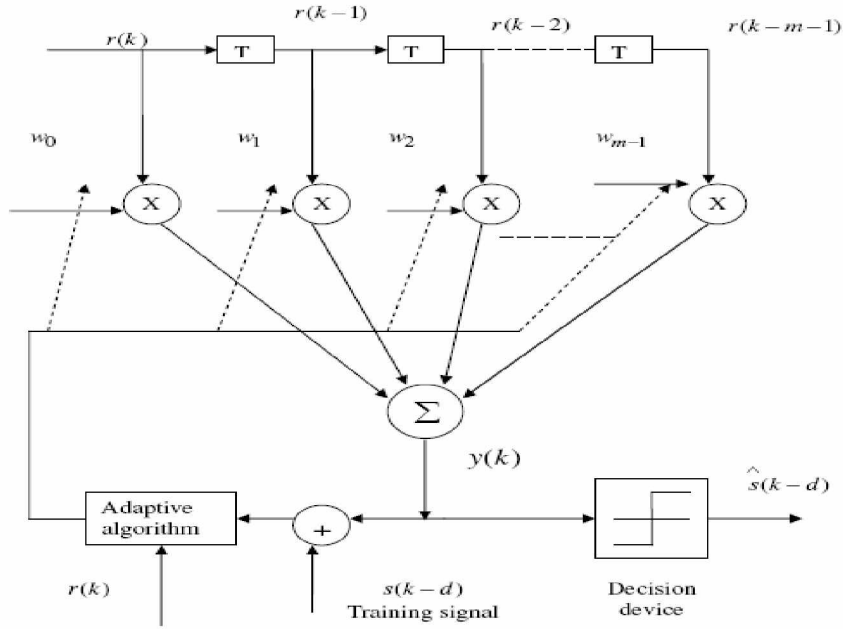 r(k)
r(k−1)
r(k−2)
r(k−m−1)
T
T
T
w₀
w₁
w₂
wₘ₋₁
X
X
X
X
Σ
y(k)
ŝ(k−d)
Adaptive
algorithm
+
r(k)
s(k−d)
Training signal
Decision
device